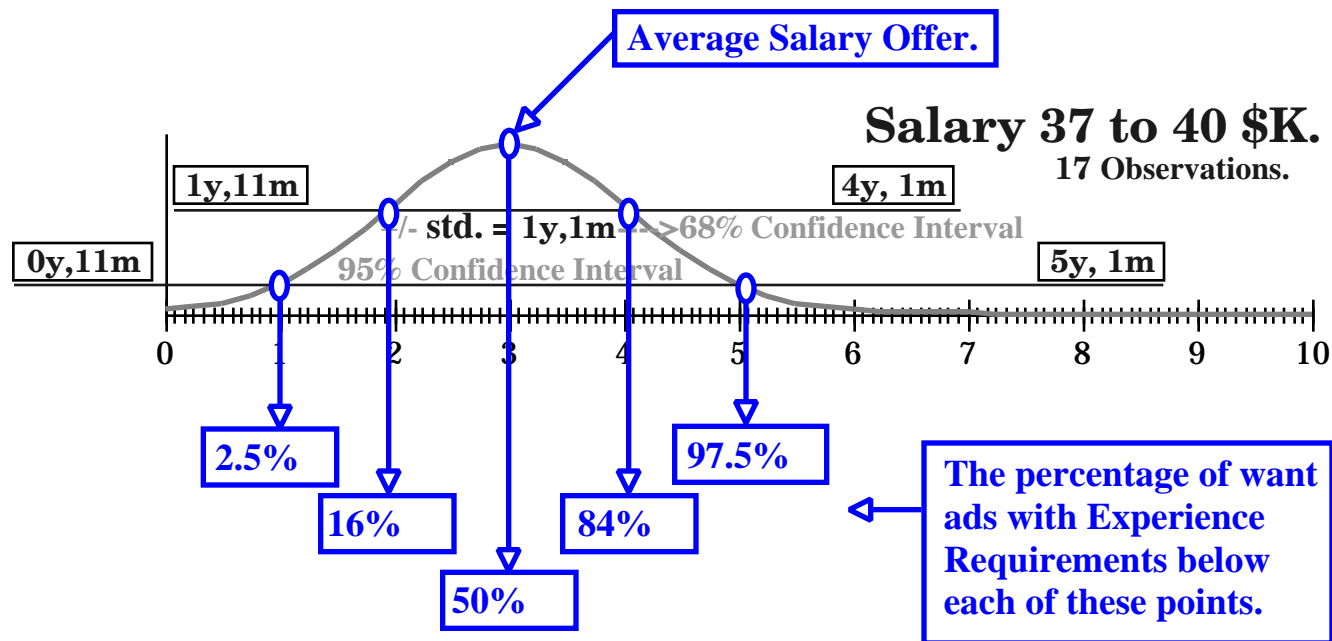 Average Salary Offer.
Salary 37 to 40 $K.
17 Observations.
1y,11m
4y, 1m
+/- std. = 1y,1m---->68% Confidence Interval
0y,11m
95% Confidence Interval
5y, 1m
0 1 2 3 4 5 6 7 8 9 10
2.5%
16%
50%
84%
97.5%
The percentage of want
ads with Experience
Requirements below
each of these points.